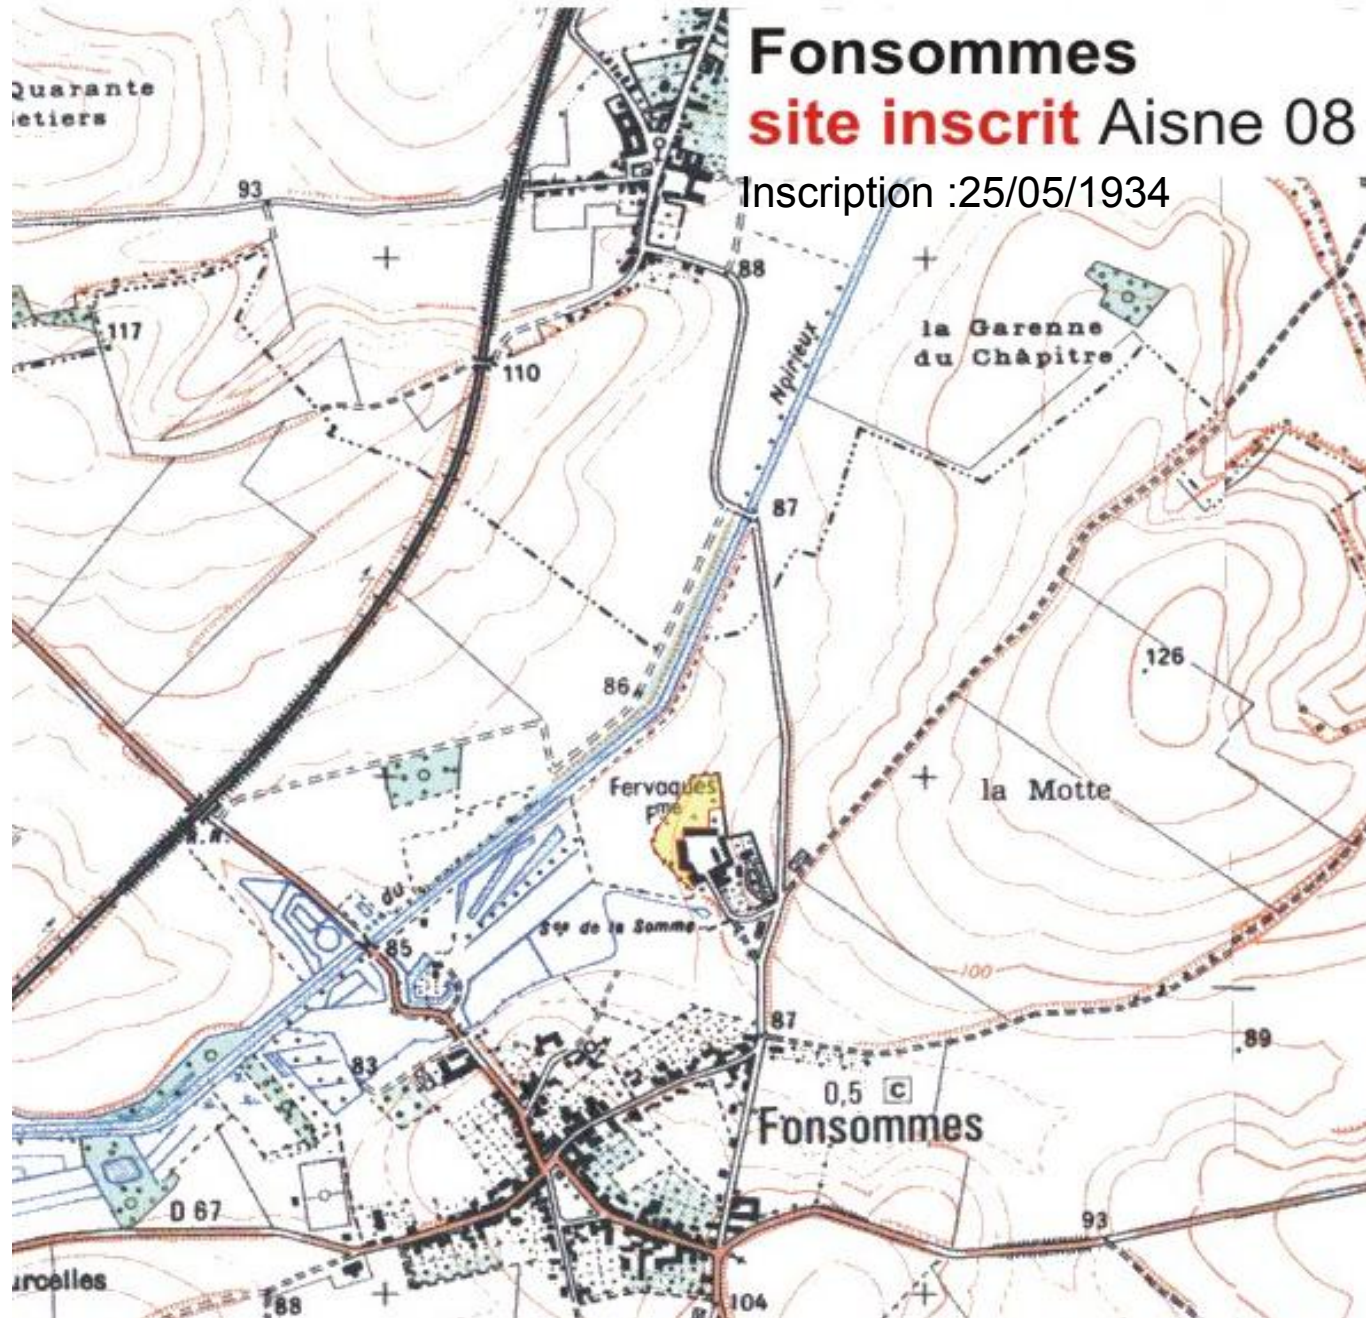 Fonsommes
site inscrit Aisne 08
Inscription :25/05/1934
Quarante
etiers
93
88
117
110
la Garenne
du Châpitre
Noirieux
87
86
126
Fervaques
Fme
la Motte
du
Sce de la Somme
85
100
87
89
83
0,5 C
Fonsommes
D 67
93
urcelles
88
104